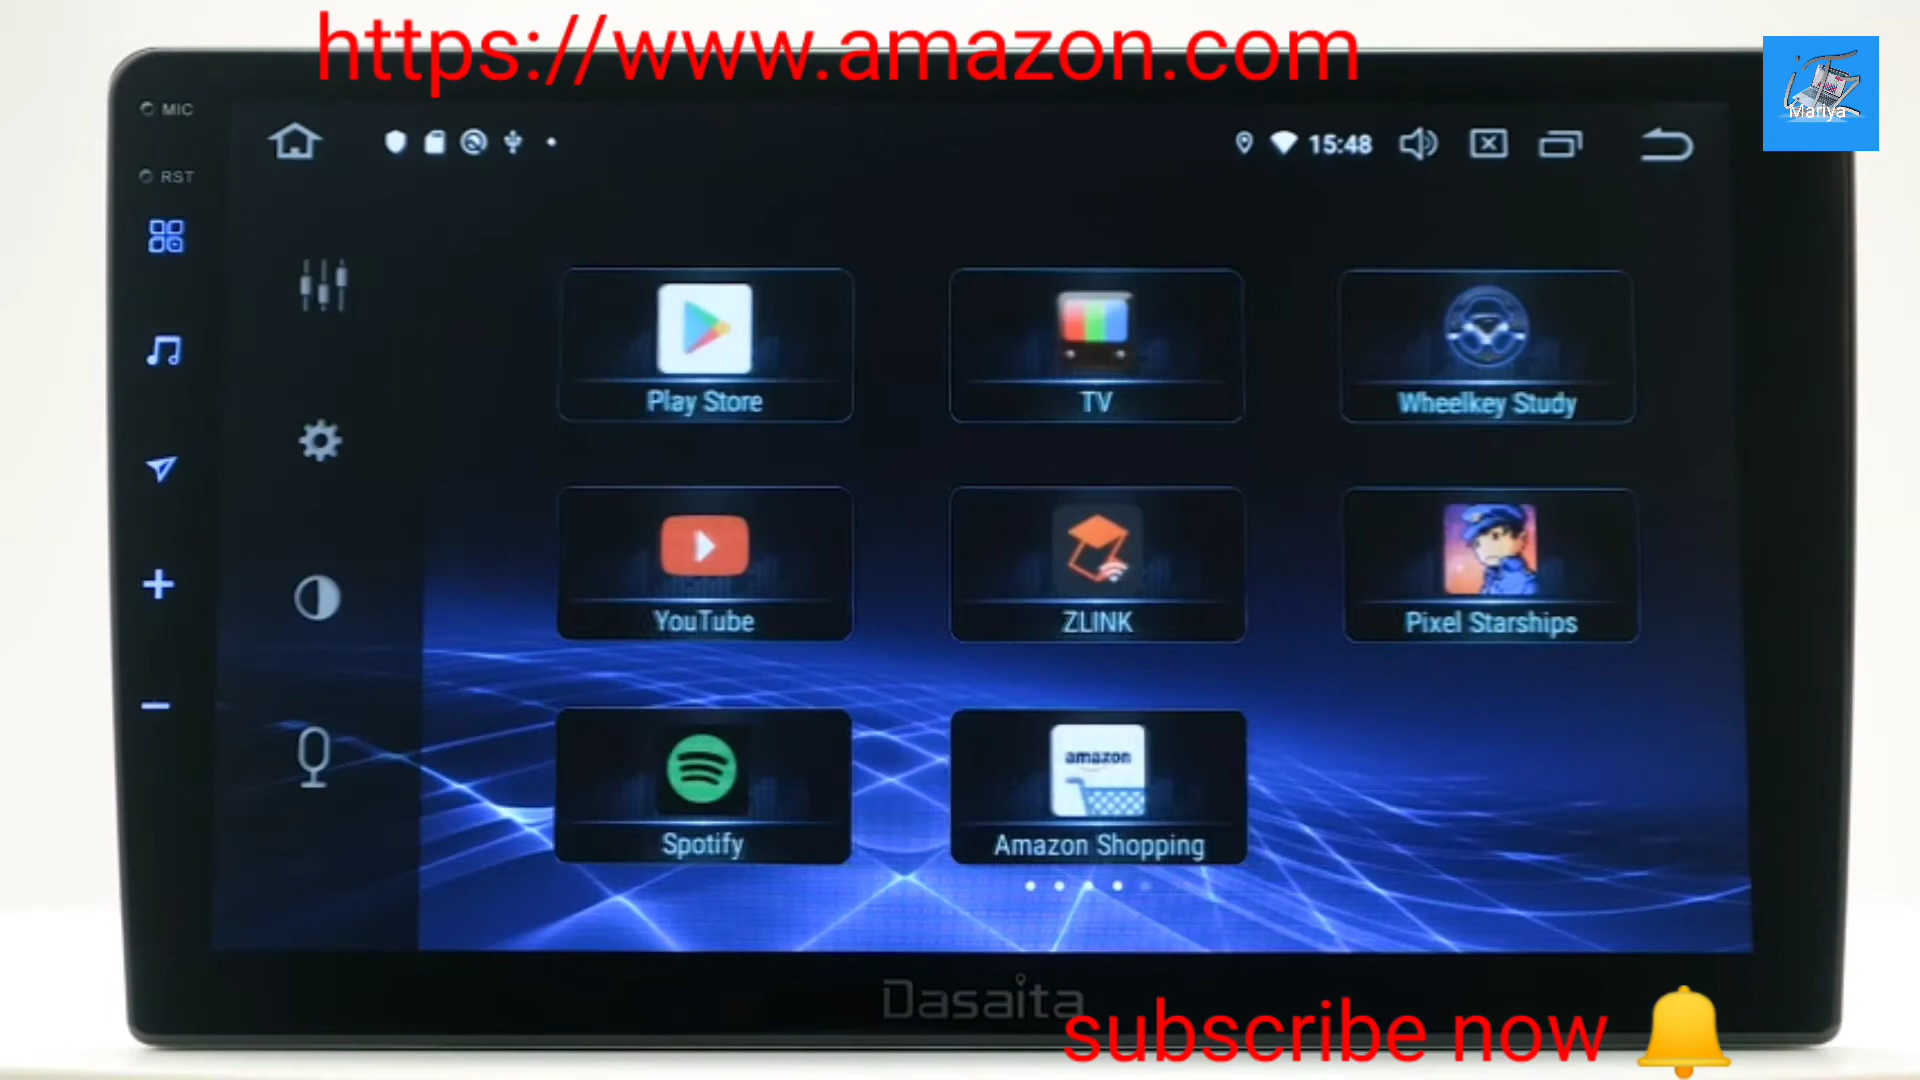 https://www.amazon.com
MIC
Mariya
15:48
RST
Play Store
TV
Wheelkey Study
YouTube
ZLINK
Pixel Starships
amazon
Spotify
Amazon Shopping
Dasaita
subscribe now